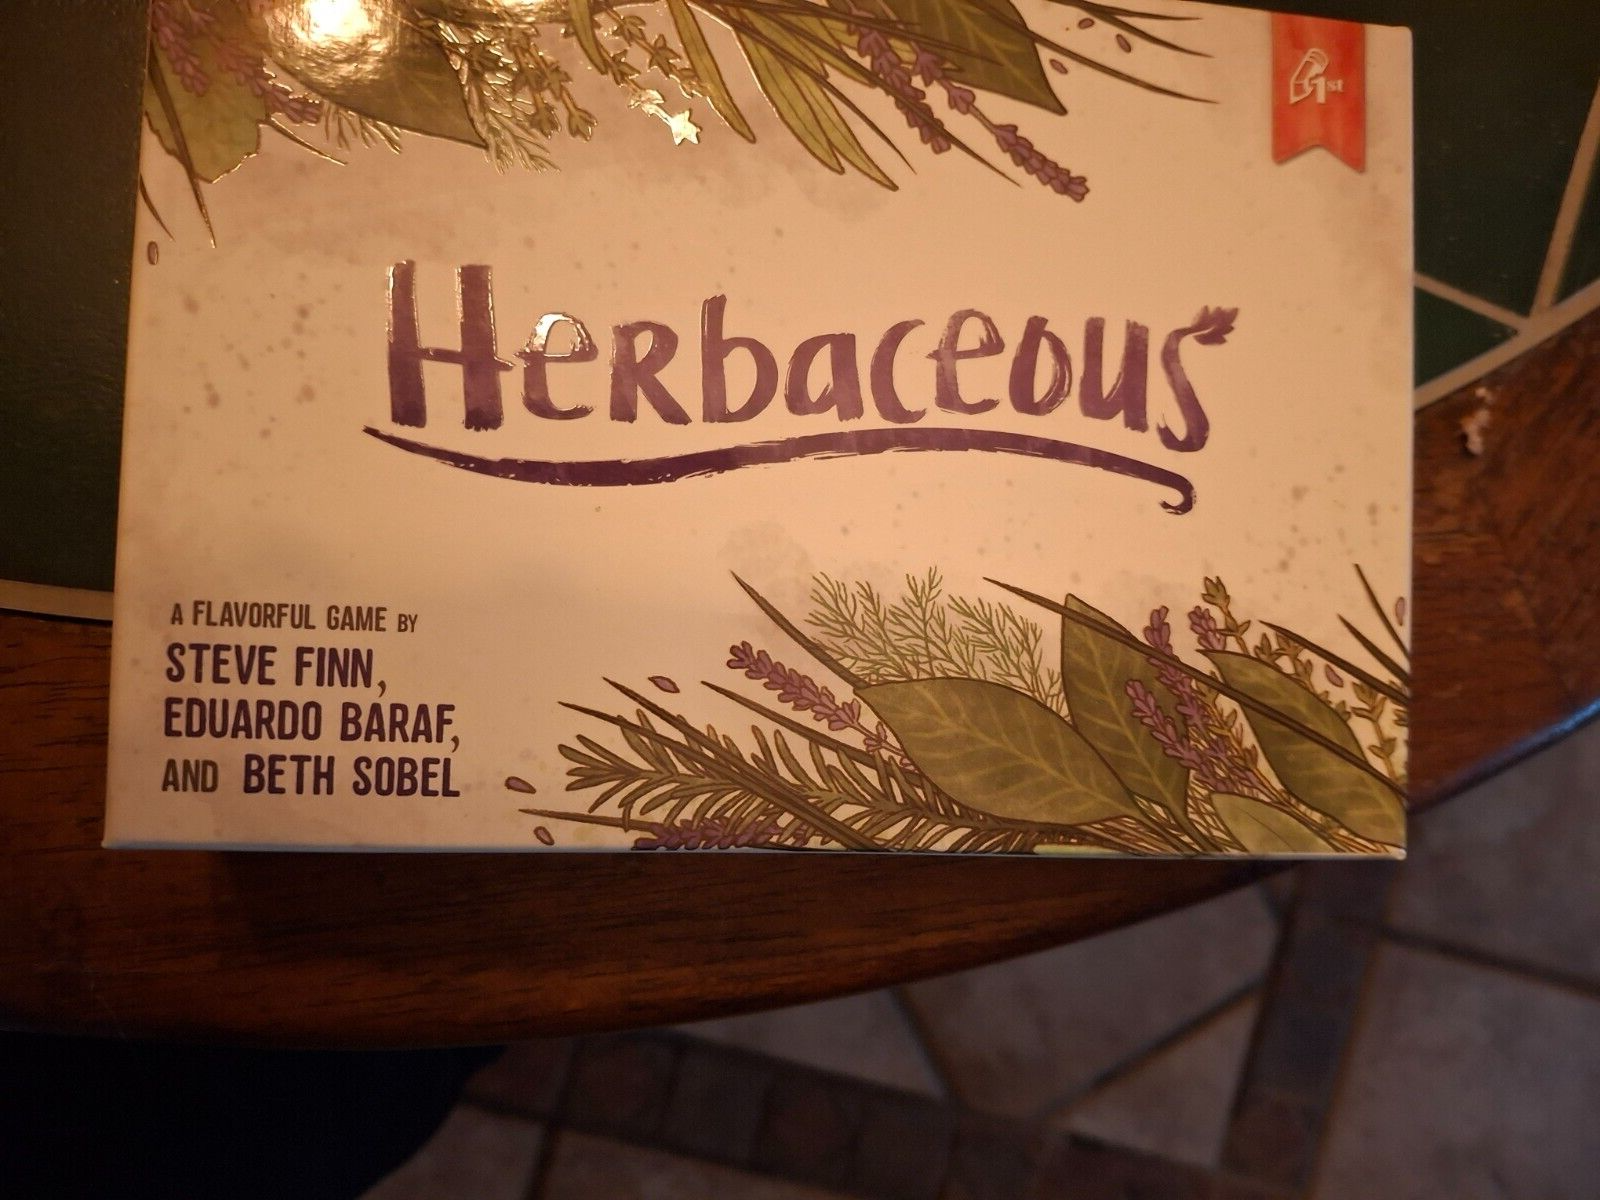 1st
Herbaceous
A FLAVORFUL GAME BY
STEVE FINN,
EDUARDO BARAF,
AND BETH SOBEL